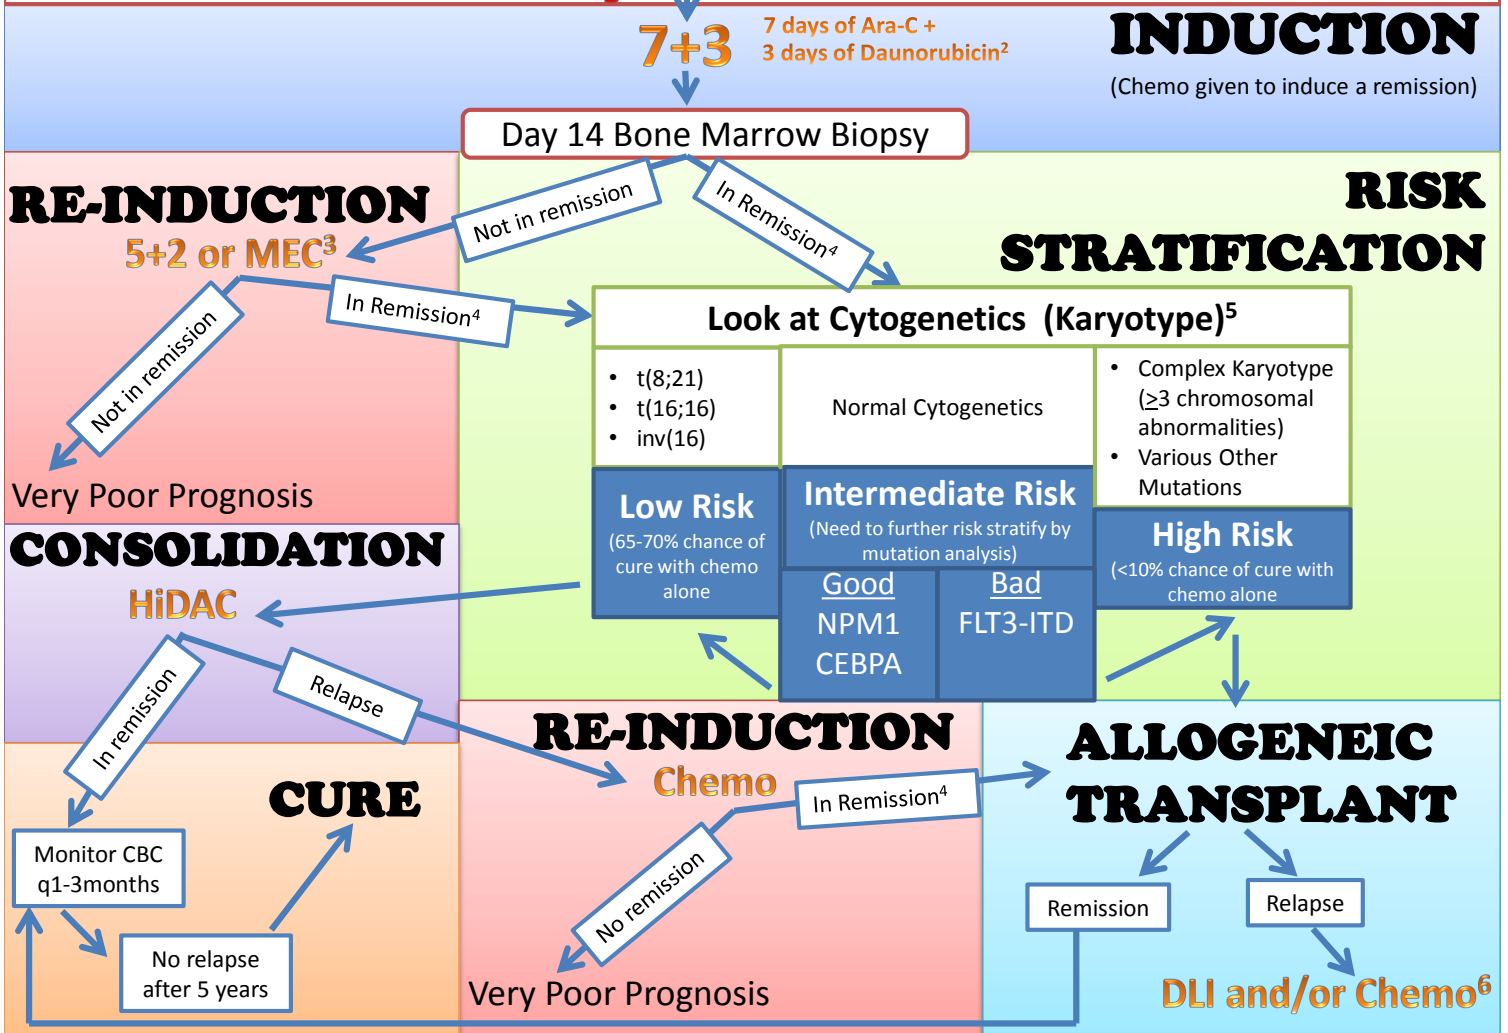 7+3
7 days of Ara-C +
3 days of Daunorubicin²
INDUCTION
(Chemo given to induce a remission)
Day 14 Bone Marrow Biopsy
Not in remission
In Remission⁴
RE-INDUCTION
5+2 or MEC³
Not in remission
In Remission⁴
Very Poor Prognosis
RISK
STRATIFICATION
Look at Cytogenetics (Karyotype)⁵
• t(8;21)
• t(16;16)
• inv(16)
Normal Cytogenetics
• Complex Karyotype
(≥3 chromosomal
abnormalities)
• Various Other
Mutations
Low Risk
(65-70% chance of
cure with chemo
alone
Intermediate Risk
(Need to further risk stratify by
mutation analysis)
Good
NPM1
CEBPA
Bad
FLT3-ITD
High Risk
(<10% chance of cure with
chemo alone
CONSOLIDATION
HiDAC
In remission
Relapse
CURE
Monitor CBC
q1-3months
No relapse
after 5 years
RE-INDUCTION
Chemo
In Remission⁴
No remission
Very Poor Prognosis
ALLOGENEIC
TRANSPLANT
Remission
Relapse
DLI and/or Chemo⁶